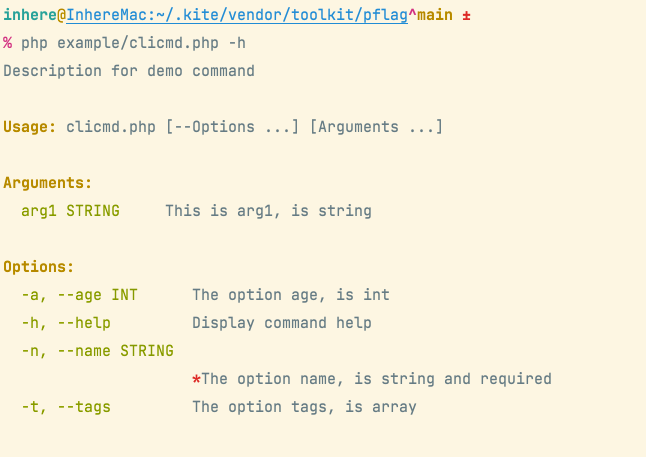 inhere@InhereMac:~/.kite/vendor/toolkit/pflag^main ±
% php example/clicmd.php -h
Description for demo command
Usage: clicmd.php [--Options ...] [Arguments ...]
Arguments:
  arg1 STRING     This is arg1, is string
Options:
  -a, --age INT      The option age, is int
  -h, --help         Display command help
  -n, --name STRING
                     *The option name, is string and required
  -t, --tags         The option tags, is array